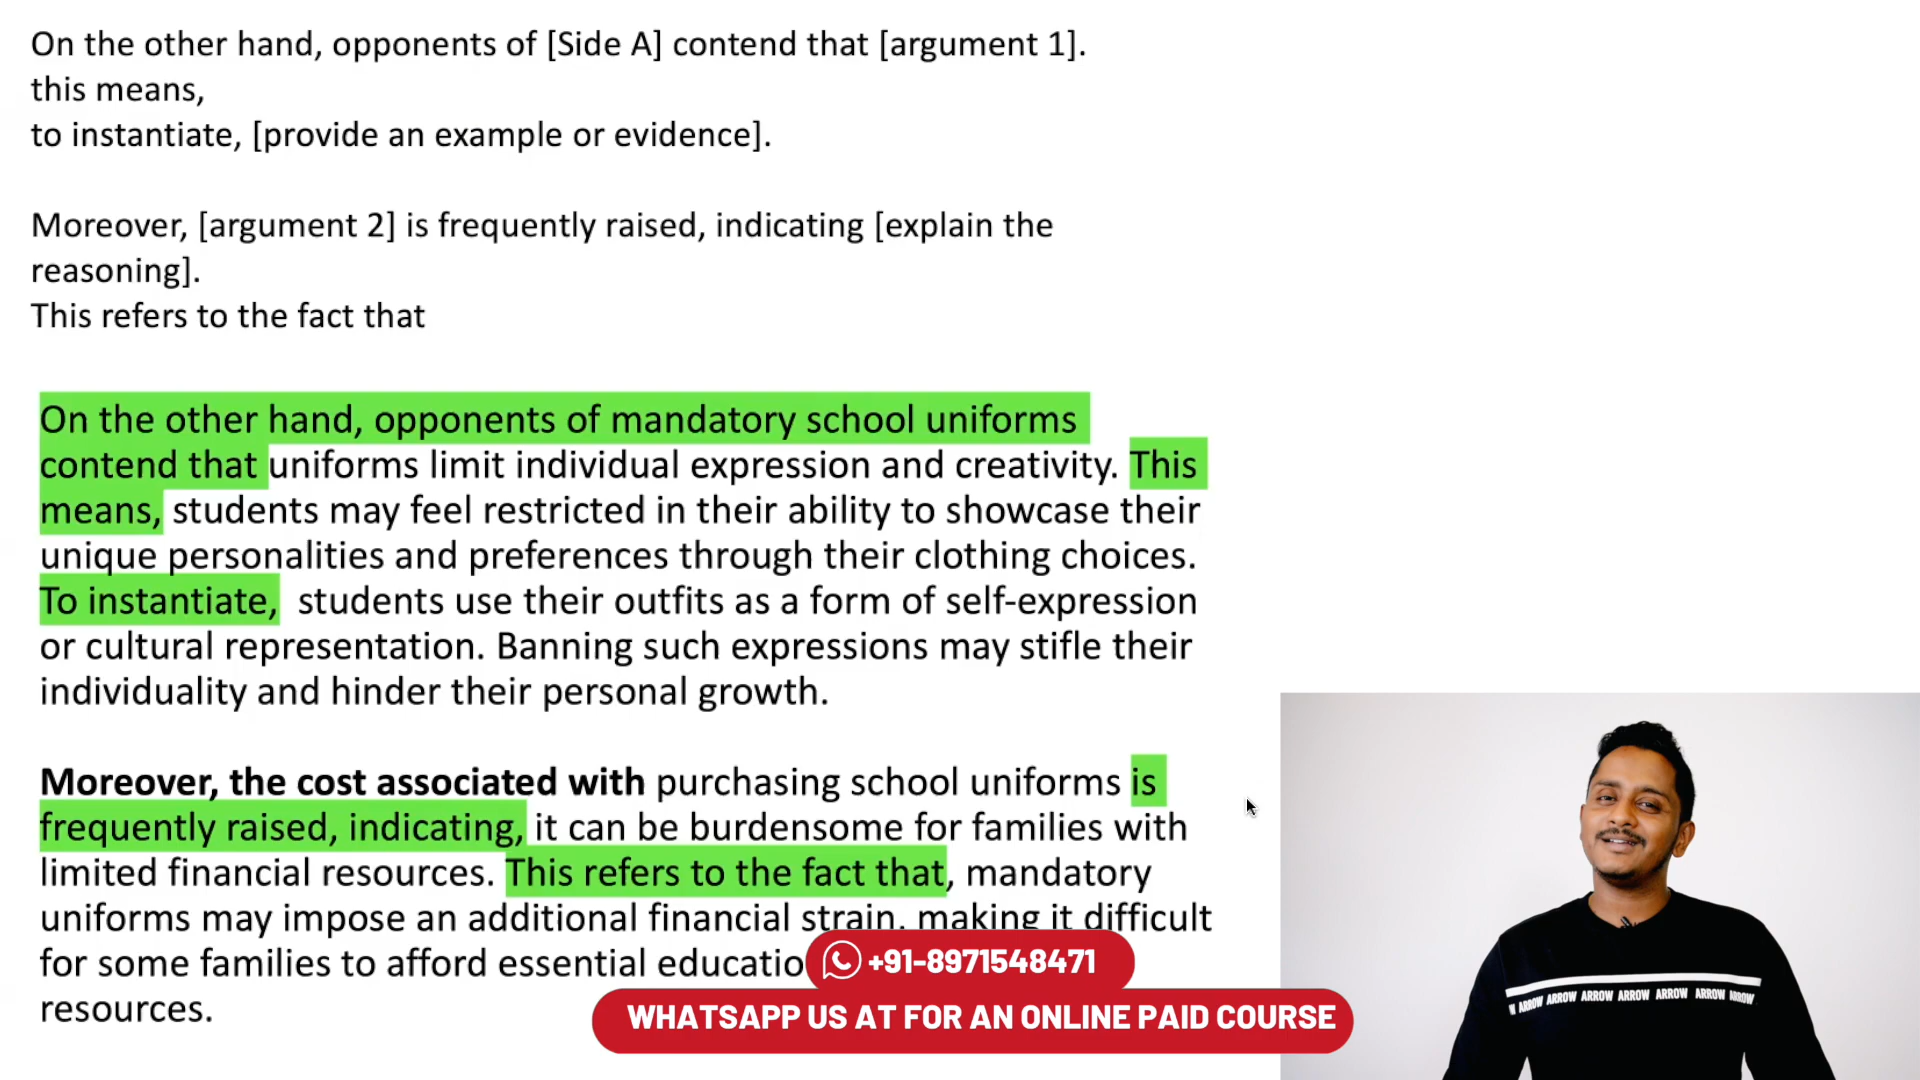 On the other hand, opponents of [Side A] contend that [argument 1].
this means,
to instantiate, [provide an example or evidence].
Moreover, [argument 2] is frequently raised, indicating [explain the
reasoning].
This refers to the fact that
On the other hand, opponents of mandatory school uniforms
contend that uniforms limit individual expression and creativity. This
means, students may feel restricted in their ability to showcase their
unique personalities and preferences through their clothing choices.
To instantiate, students use their outfits as a form of self-expression
or cultural representation. Banning such expressions may stifle their
individuality and hinder their personal growth.
Moreover, the cost associated with purchasing school uniforms is
frequently raised, indicating, it can be burdensome for families with
limited financial resources. This refers to the fact that, mandatory
uniforms may impose an additional financial strain, making it difficult
for some families to afford essential educatio
resources.
+91-8971548471
WHATSAPP US AT FOR AN ONLINE PAID COURSE
ARROW ARROW ARROW ARROW ARROW ARROW ARROW